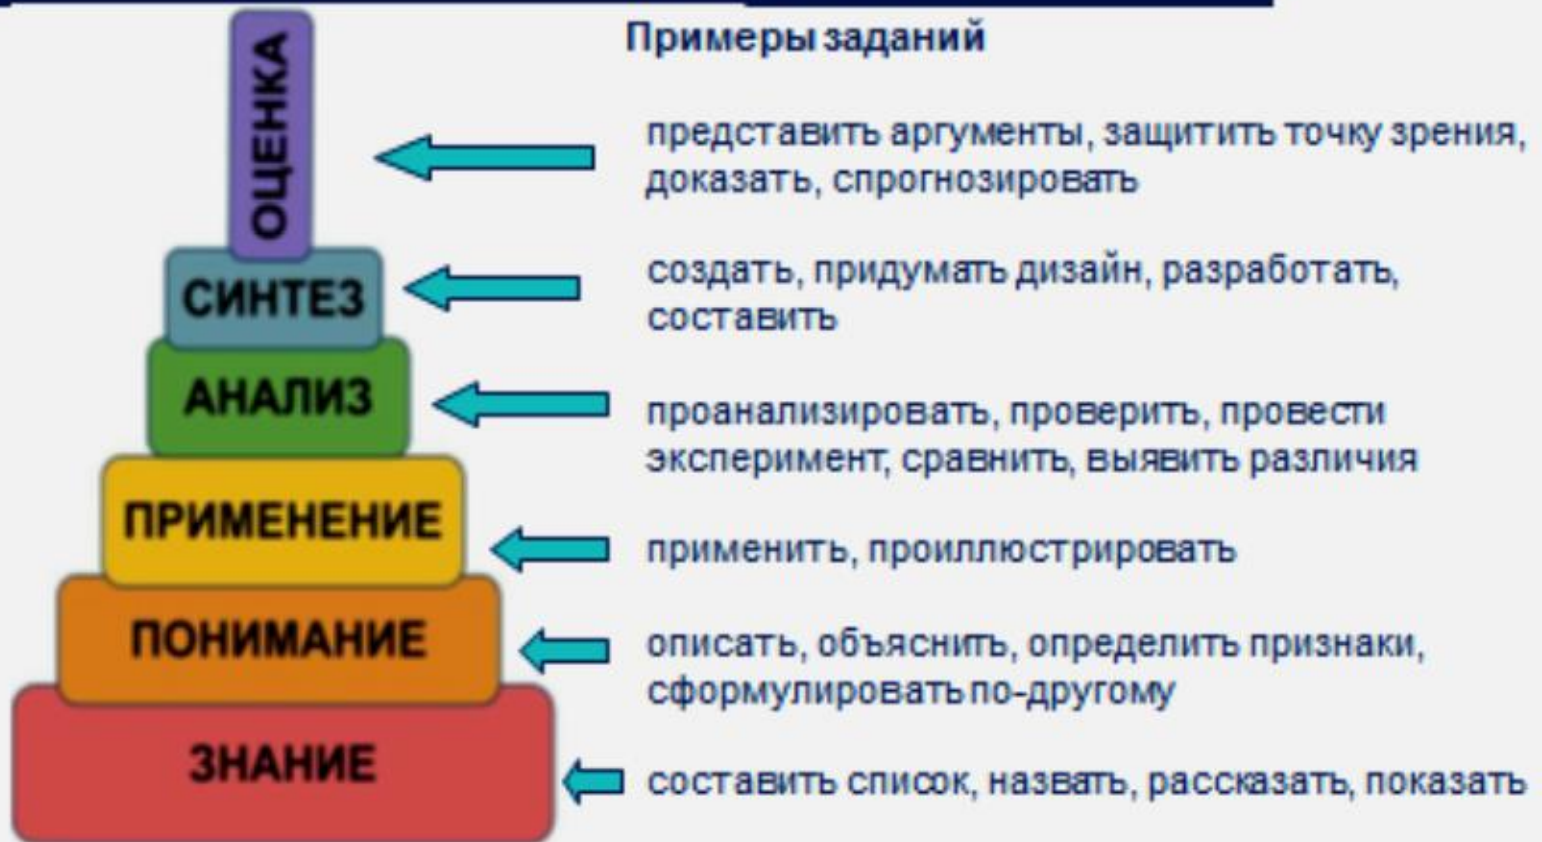 Примеры заданий
ОЦЕНКА
представить аргументы, защитить точку зрения,
доказать, спрогнозировать
СИНТЕЗ
создать, придумать дизайн, разработать,
составить
АНАЛИЗ
проанализировать, проверить, провести
эксперимент, сравнить, выявить различия
ПРИМЕНЕНИЕ
применить, проиллюстрировать
ПОНИМАНИЕ
описать, объяснить, определить признаки,
сформулировать по-другому
ЗНАНИЕ
составить список, назвать, рассказать, показать